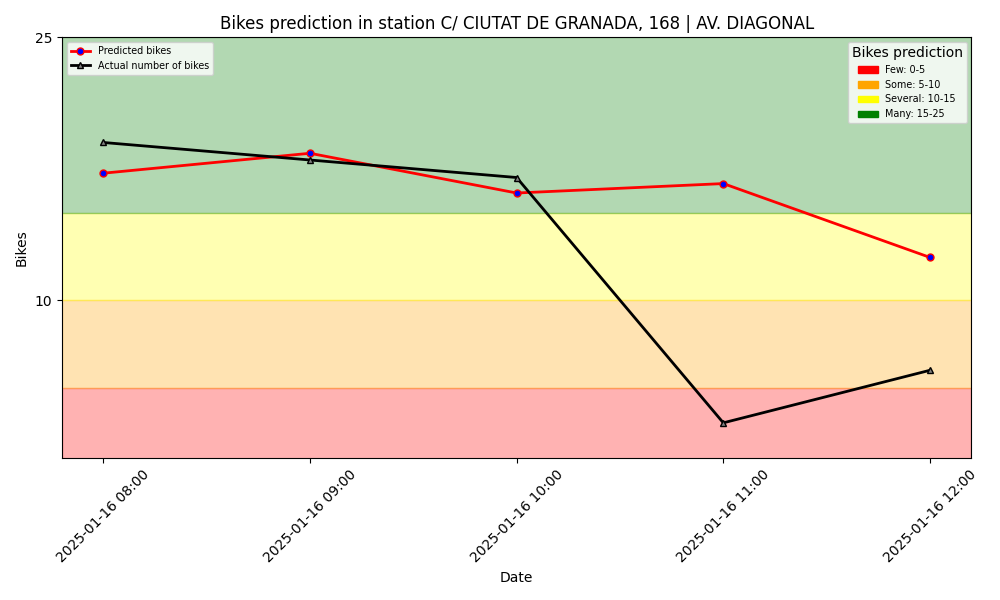 Bikes prediction in station C/ CIUTAT DE GRANADA, 168 | AV. DIAGONAL
25
Predicted bikes
Actual number of bikes
Bikes prediction
Few: 0-5
Some: 5-10
Several: 10-15
Many: 15-25
Bikes
10
2025-01-16 08:00
2025-01-16 09:00
2025-01-16 10:00
2025-01-16 11:00
2025-01-16 12:00
Date